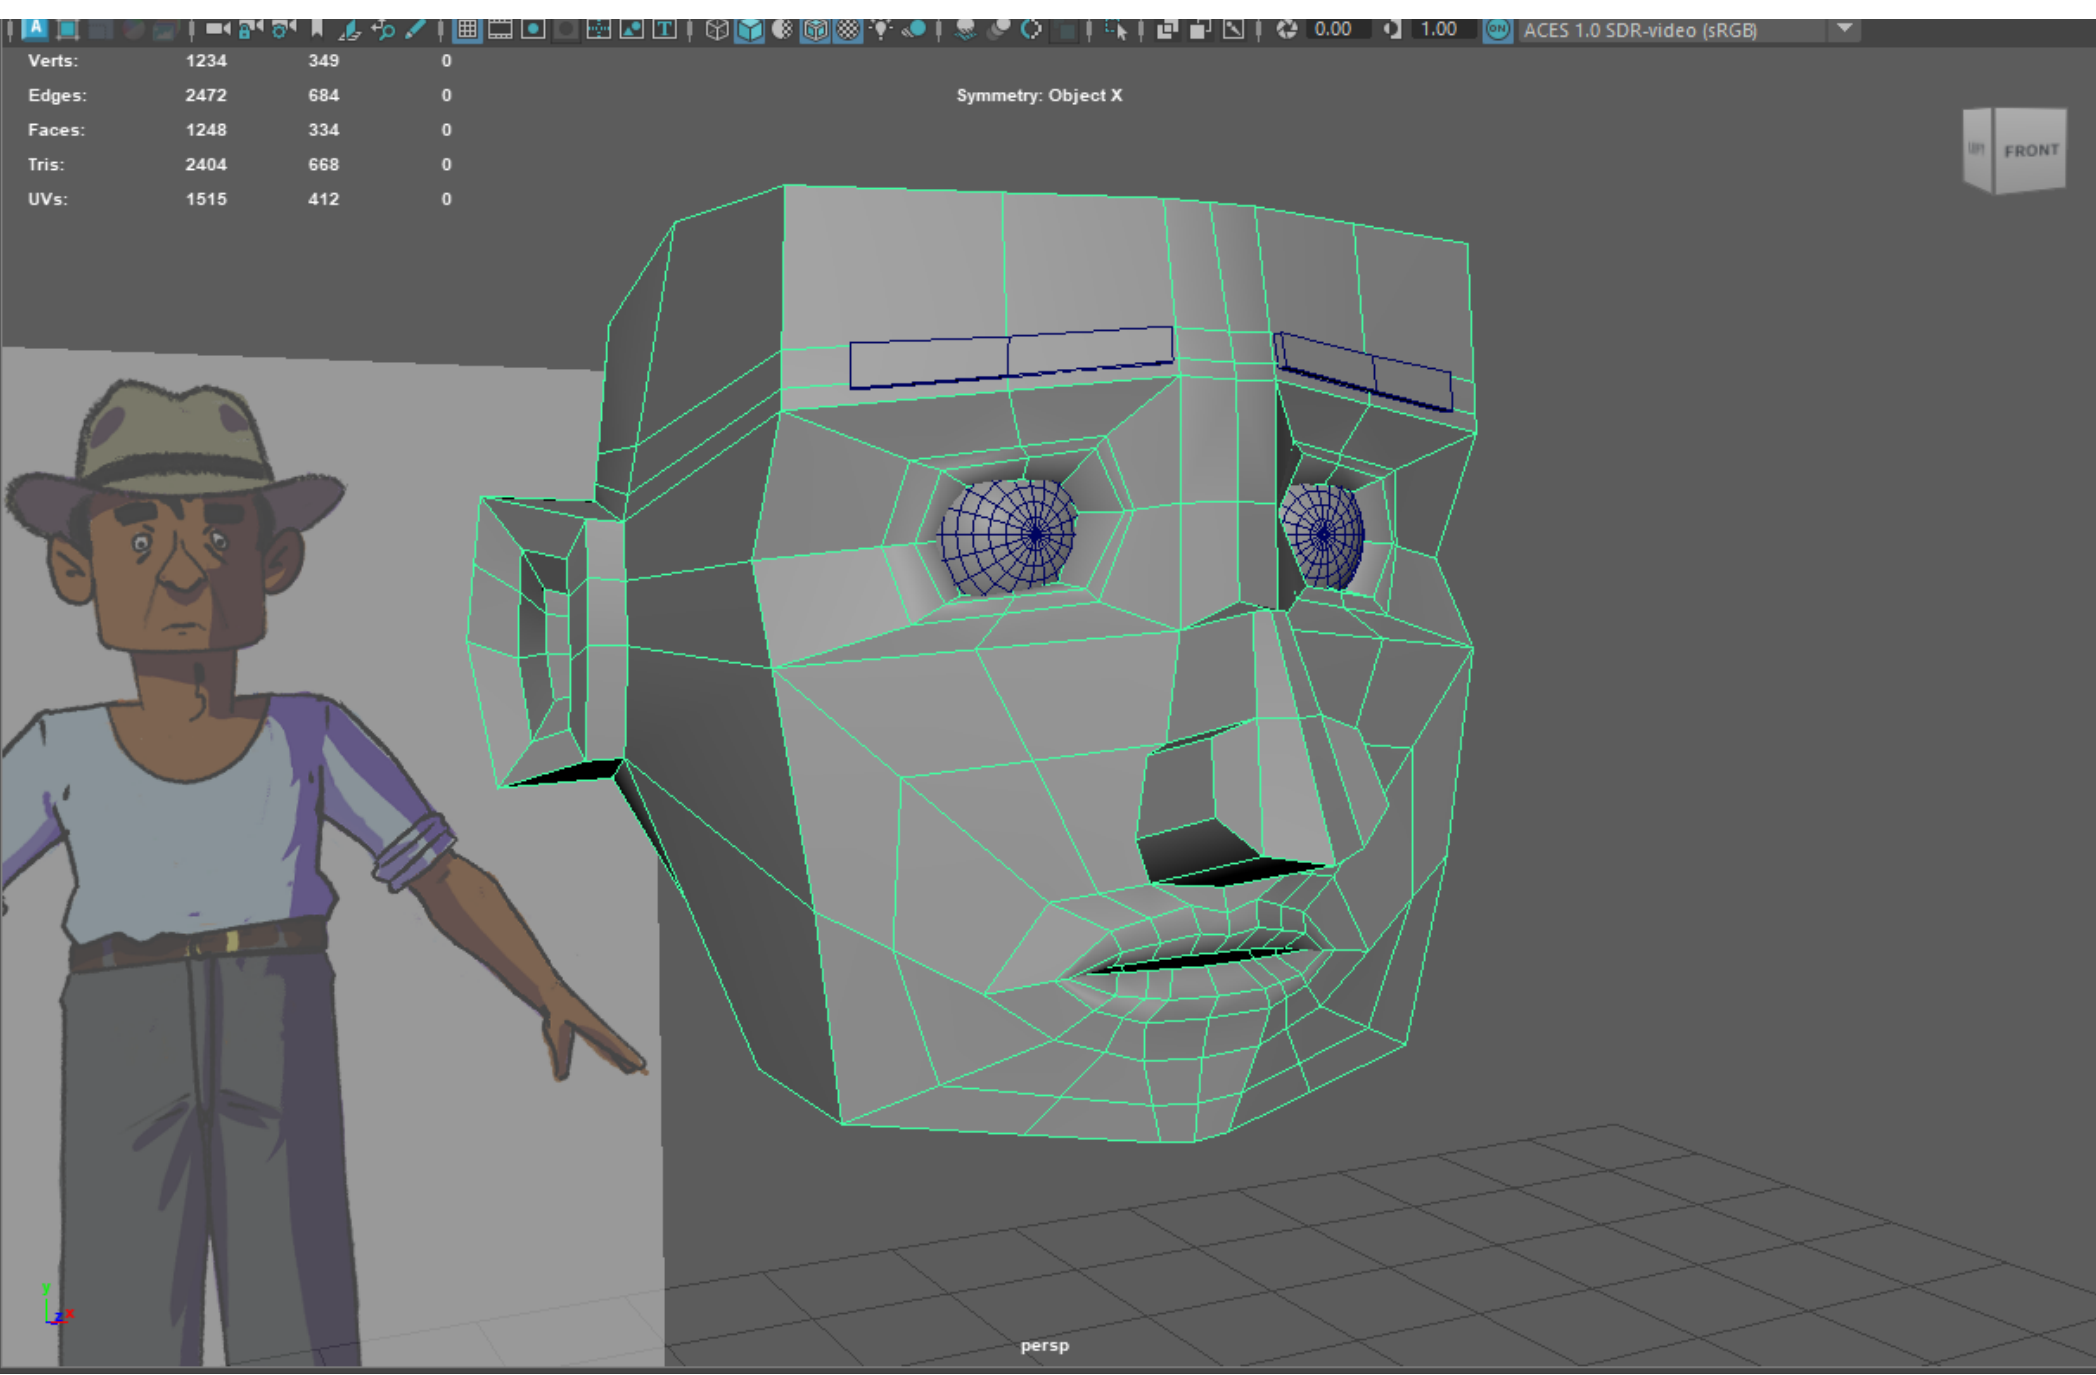 A T 0.00 1.00 ON ACES 1.0 SDR-video (sRGB)
Verts: 1234 349 0
Edges: 2472 684 0
Faces: 1248 334 0
Tris: 2404 668 0
UVs: 1515 412 0
Symmetry: Object X
FRONT
y
z x
persp